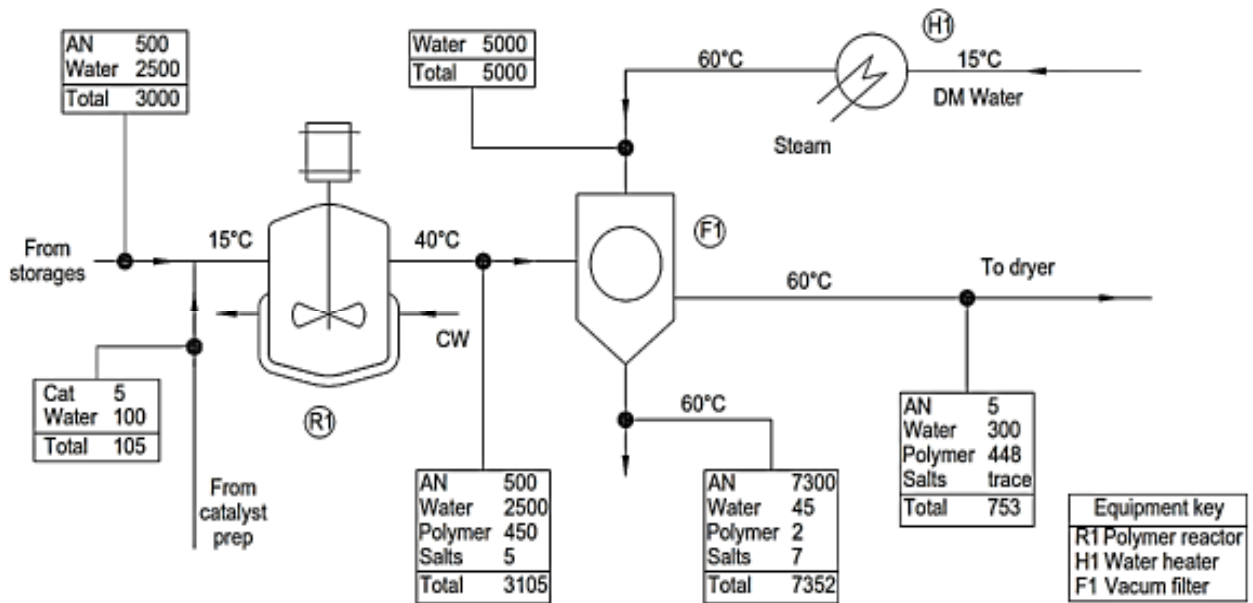 AN 500
Water 2500
Total 3000
Water 5000
Total 5000
H1
60°C
15°C
DM Water
Steam
From
storages
15°C
40°C
F1
60°C
To dryer
CW
R1
Cat 5
Water 100
Total 105
From
catalyst
prep
60°C
AN 500
Water 2500
Polymer 450
Salts 5
Total 3105
AN 7300
Water 45
Polymer 2
Salts 7
Total 7352
AN 5
Water 300
Polymer 448
Salts trace
Total 753
Equipment key
R1 Polymer reactor
H1 Water heater
F1 Vacum filter